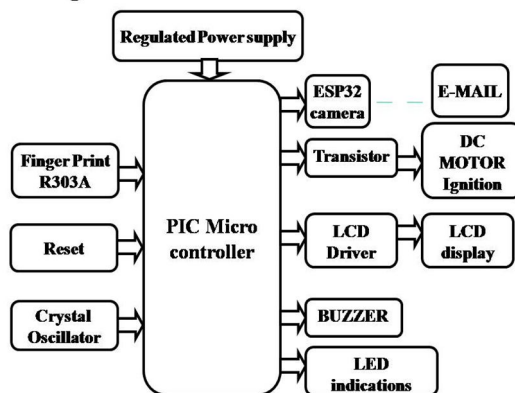 Regulated Power supply
ESP32
camera
E-MAIL
Finger Print
R303A
Transistor
DC
MOTOR
Ignition
PIC Micro
controller
Reset
LCD
Driver
LCD
display
Crystal
Oscillator
BUZZER
LED
indications